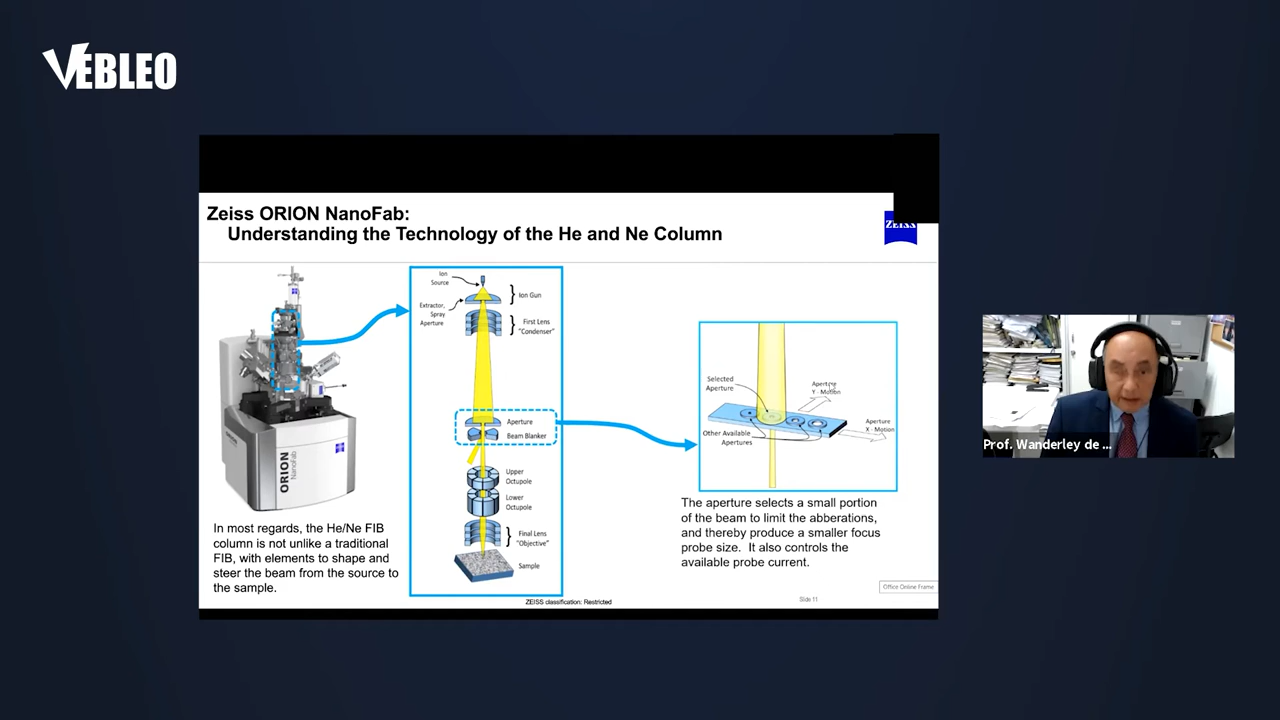 VEBLEO
Zeiss ORION NanoFab:
Understanding the Technology of the He and Ne Column
ZEISS
Ion
Source
Ion Gun
Extractor,
Spray
Aperture
First Lens
"Condenser"
Aperture
Beam Blanker
Upper
Octupole
Lower
Octupole
Final Lens
"Objective"
Sample
ORION
NanoFab
In most regards, the He/Ne FIB
column is not unlike a traditional
FIB, with elements to shape and
steer the beam from the source to
the sample.
Selected
Aperture
Aperture
Y - Motion
Aperture
X - Motion
Other Available
Apertures
The aperture selects a small portion
of the beam to limit the abberations,
and thereby produce a smaller focus
probe size. It also controls the
available probe current.
Office Online Frame
ZEISS classification: Restricted
Slide 11
Prof. Wanderley de ...